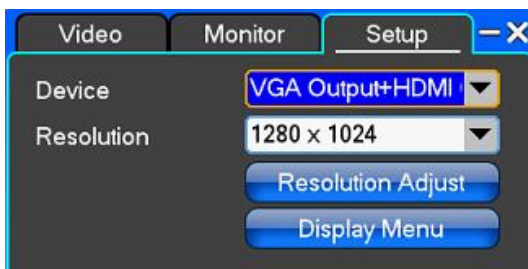 Video Monitor Setup
Device VGA Output+HDMI
Resolution 1280 x 1024
Resolution Adjust
Display Menu